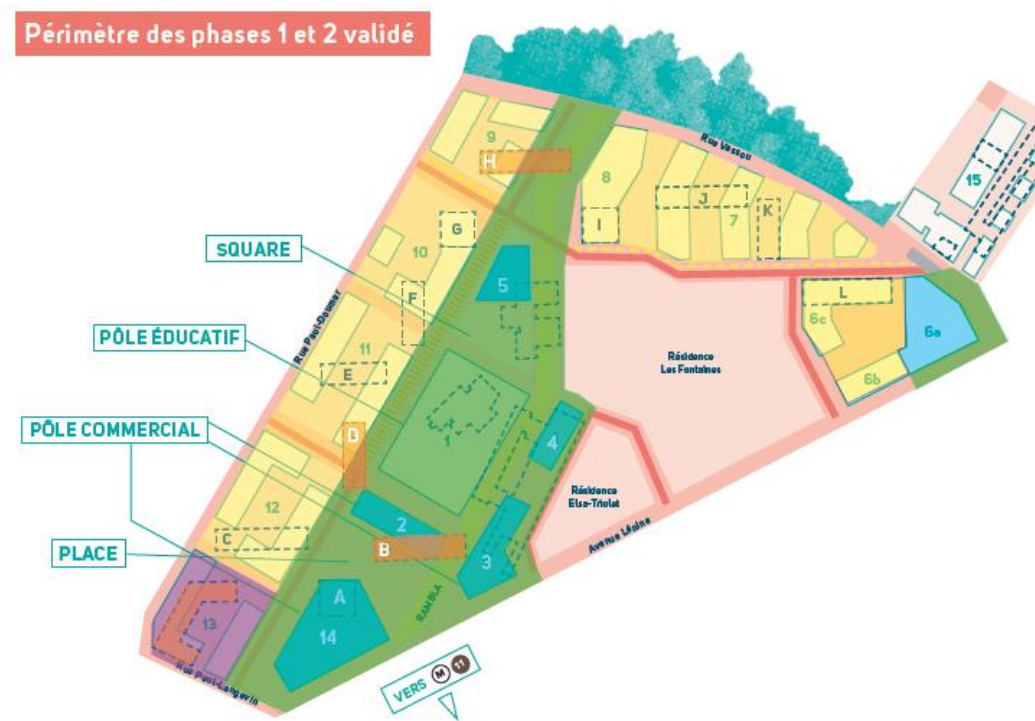 Périmètre des phases 1 et 2 validé
Rue Vassou
9
H
8
15
J
K
I
7
G
SQUARE
10
5
F
L
6c
6a
PÔLE ÉDUCATIF
Rue Paul-Doumer
11
E
Résidence
Les Fontaines
6b
1
PÔLE COMMERCIAL
D
4
Résidence
Elsa-Triolet
12
C
2
B
3
Avenue Lénine
PLACE
A
RAMBLA
13
14
Rue Paul-Langevin
VERS M 11